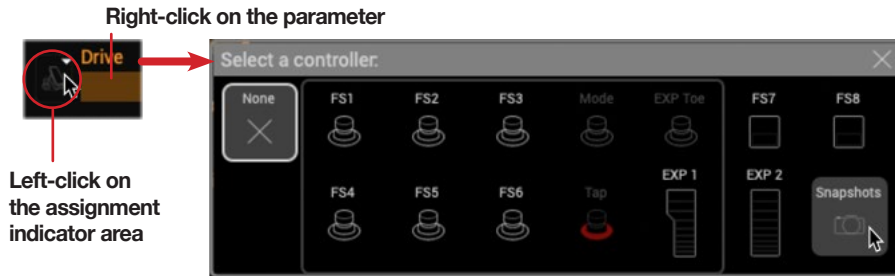 Right-click on the parameter
Drive
Select a controller:
None FS1 FS2 FS3 Mode EXP Toe FS7 FS8
EXP 1 EXP 2
FS4 FS5 FS6 Tap Snapshots
Left-click on
the assignment
indicator area